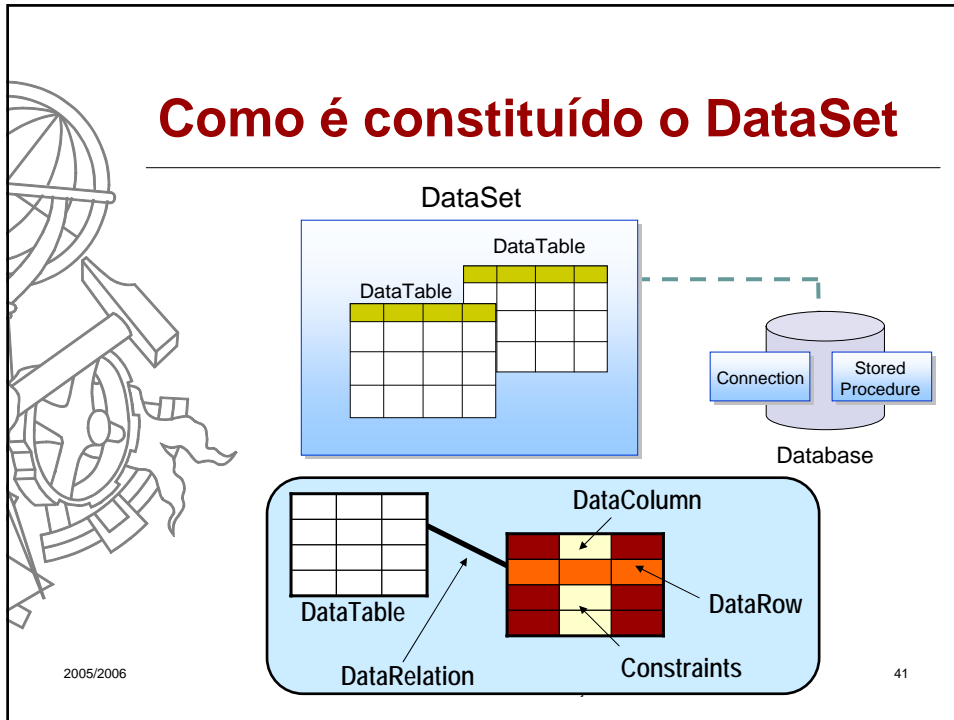 Como é constituído o DataSet
DataSet
DataTable
DataTable
Connection
Stored
Procedure
Database
DataColumn
DataTable
DataRow
DataRelation
Constraints
2005/2006
41